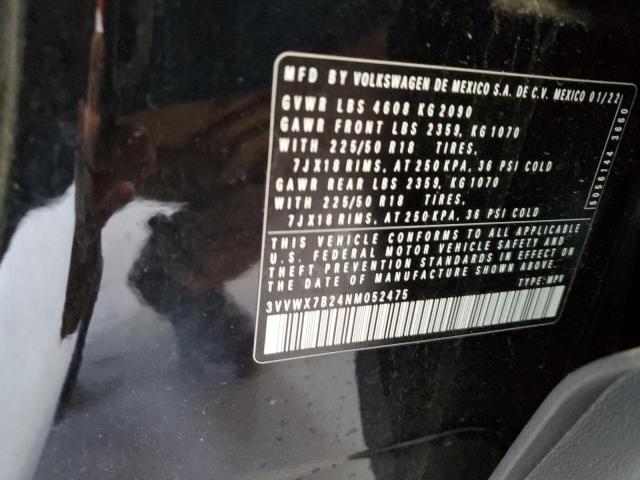 MFD BY VOLKSWAGEN DE MEXICO S.A. DE C.V. MEXICO 01/22
GVWR LBS 4608 KG 2090
GAWR FRONT LBS 2359, KG 1070
WITH 225/50 R18 TIRES,
7JX18 RIMS, AT 250 KPA, 36 PSI COLD
GAWR REAR LBS 2359, KG 1070
WITH 225/50 R18 TIRES,
7JX18 RIMS, AT 250 KPA, 36 PSI COLD
THIS VEHICLE CONFORMS TO ALL APPLICABLE
U.S. FEDERAL MOTOR VEHICLE SAFETY AND
THEFT PREVENTION STANDARDS IN EFFECT ON
THE DATE OF MANUFACTURE SHOWN ABOVE.
TYPE: MPV
3VVWX7B24NM052475
5056144 3660